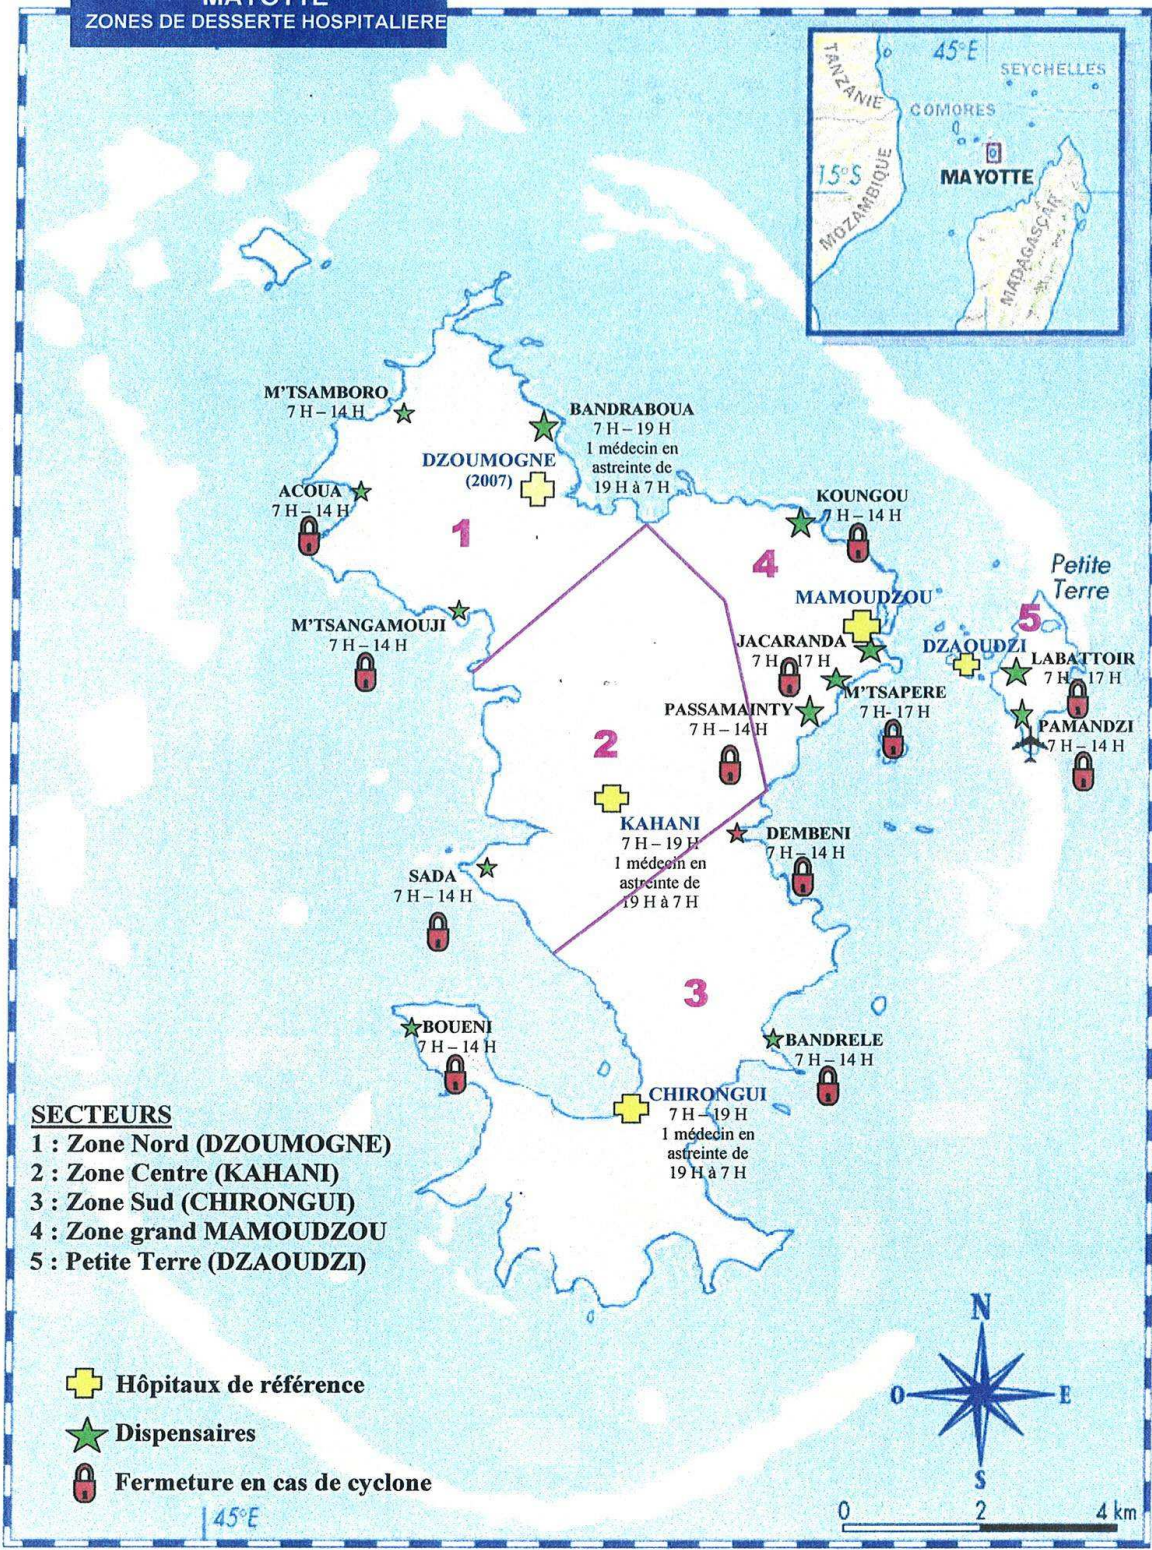 MAYOTTE
ZONES DE DESSERTE HOSPITALIERE
45°E
TANZANIE
SEYCHELLES
COMORES
15°S
MAYOTTE
MOZAMBIQUE
MADAGASCAR
M'TSAMBORO
7 H – 14 H
BANDRABOUA
7 H – 19 H
1 médecin en
astreinte de
19 H à 7 H
DZOUMOGNE
(2007)
ACOUA
7 H – 14 H
KOUNGOU
7 H – 14 H
1
4
Petite
Terre
5
MAMOUDZOU
M'TSANGAMOUJI
7 H – 14 H
JACARANDA
7 H – 17 H
DZAOUDZI
LABATTOIR
7 H – 17 H
M'TSAPERE
7 H- 17 H
PASSAMAINTY
7 H – 14 H
PAMANDZI
7 H – 14 H
2
KAHANI
7 H – 19 H
1 médecin en
astreinte de
19 H à 7 H
DEMBENI
7 H – 14 H
SADA
7 H – 14 H
3
BOUENI
7 H – 14 H
BANDRELE
7 H – 14 H
CHIRONGUI
7 H – 19 H
1 médecin en
astreinte de
19 H à 7 H
SECTEURS
1 : Zone Nord (DZOUMOGNE)
2 : Zone Centre (KAHANI)
3 : Zone Sud (CHIRONGUI)
4 : Zone grand MAMOUDZOU
5 : Petite Terre (DZAOUDZI)
Hôpitaux de référence
Dispensaires
Fermeture en cas de cyclone
N
O
E
S
45°E
0 2 4 km